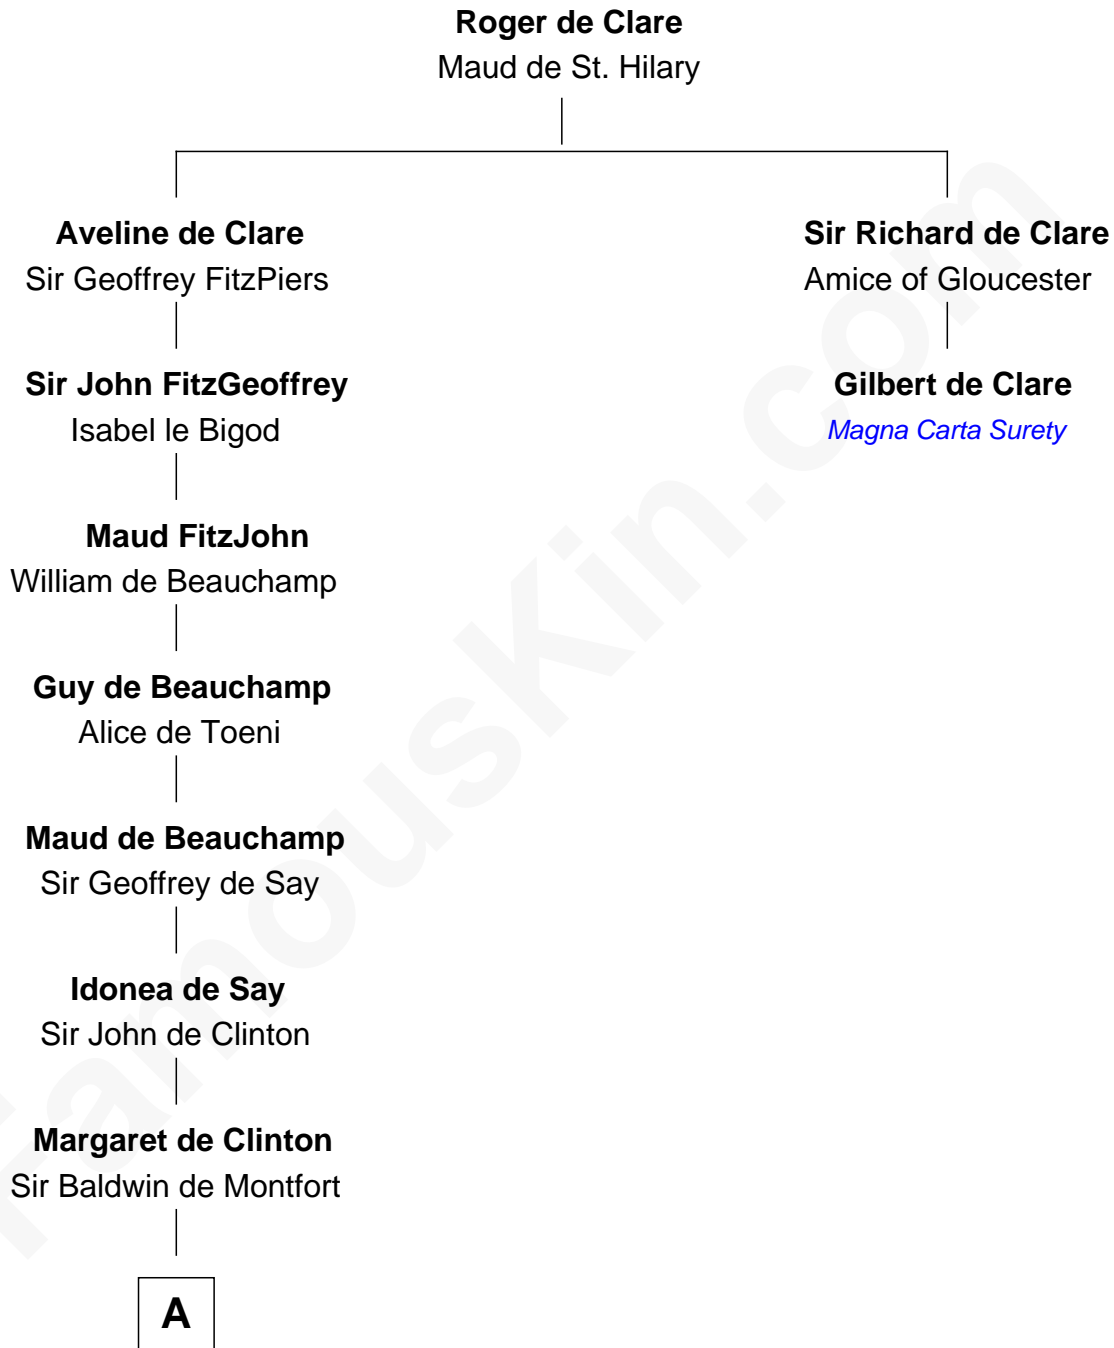 Roger de Clare
Maud de St. Hilary
Aveline de Clare
Sir Geoffrey FitzPiers
Sir Richard de Clare
Amice of Gloucester
Sir John FitzGeoffrey
Isabel le Bigod
Gilbert de Clare
Magna Carta Surety
Maud FitzJohn
William de Beauchamp
Guy de Beauchamp
Alice de Toeni
Maud de Beauchamp
Sir Geoffrey de Say
Idonea de Say
Sir John de Clinton
Margaret de Clinton
Sir Baldwin de Montfort
A
FamousKin.com